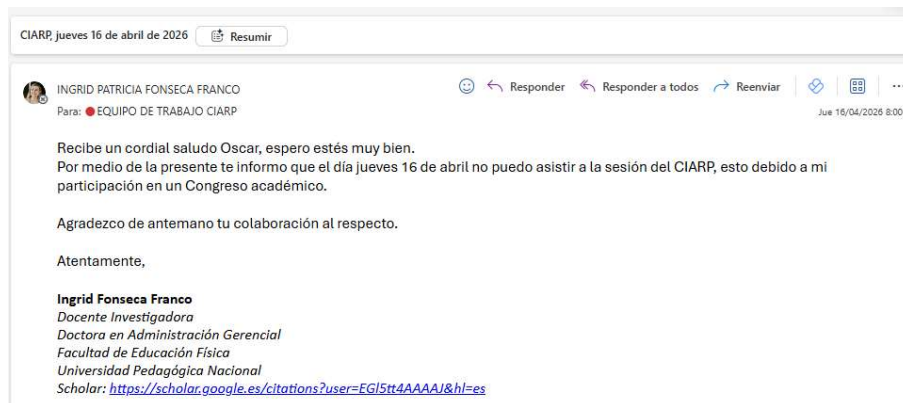 CIARP, jueves 16 de abril de 2026 Resumir
INGRID PATRICIA FONSECA FRANCO
Responder Responder a todos Reenviar
Para: EQUIPO DE TRABAJO CIARP
Jue 16/04/2026 8:00
Recibe un cordial saludo Oscar, espero estés muy bien.
Por medio de la presente te informo que el día jueves 16 de abril no puedo asistir a la sesión del CIARP, esto debido a mi
participación en un Congreso académico.
Agradezco de antemano tu colaboración al respecto.
Atentamente,
Ingrid Fonseca Franco
Docente Investigadora
Doctora en Administración Gerencial
Facultad de Educación Física
Universidad Pedagógica Nacional
Scholar: https://scholar.google.es/citations?user=EGl5tt4AAAAJ&hl=es